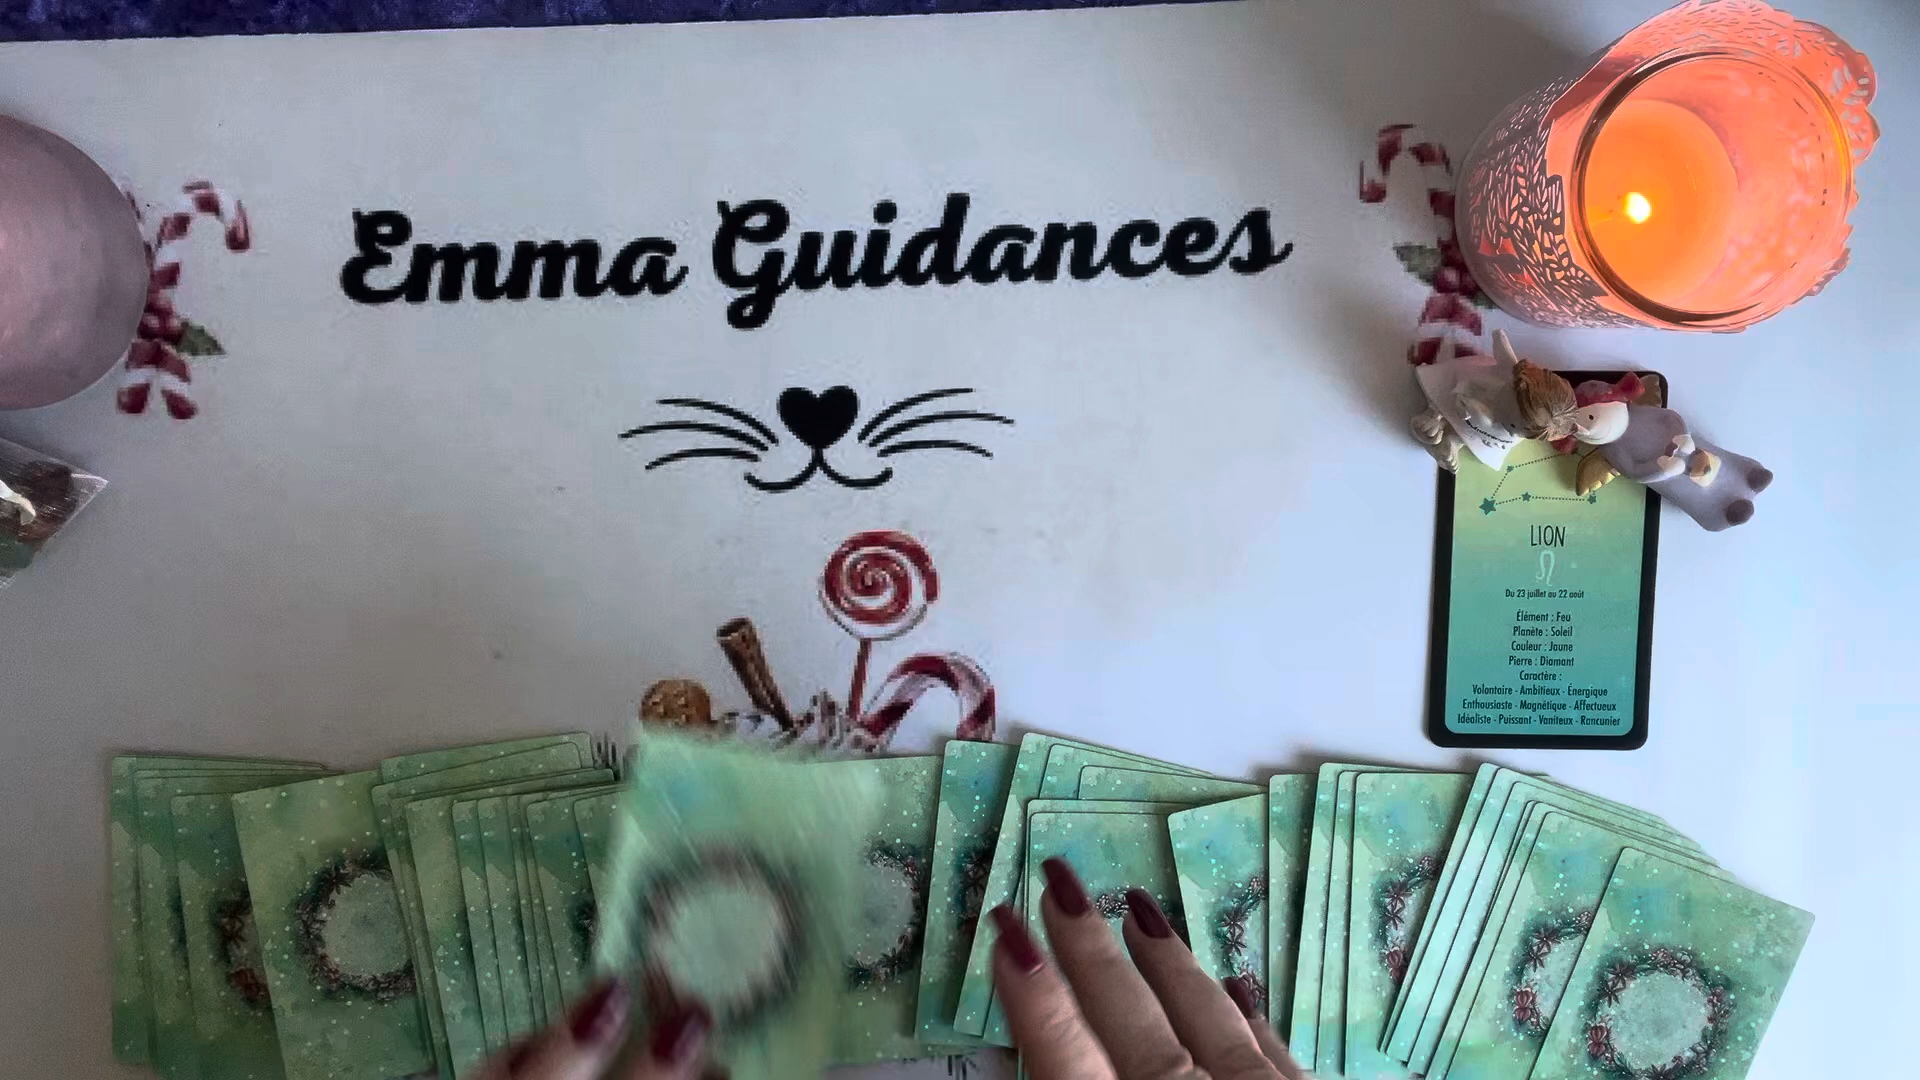 Emma Guidances
LION
Du 23 juillet au 22 août
Élément : Feu
Planète : Soleil
Couleur : Jaune
Pierre : Diamant
Caractère :
Volontaire - Ambitieux - Énergique
Enthousiaste - Magnétique - Affectueux
Idéaliste - Puissant - Vaniteux - Rancunier